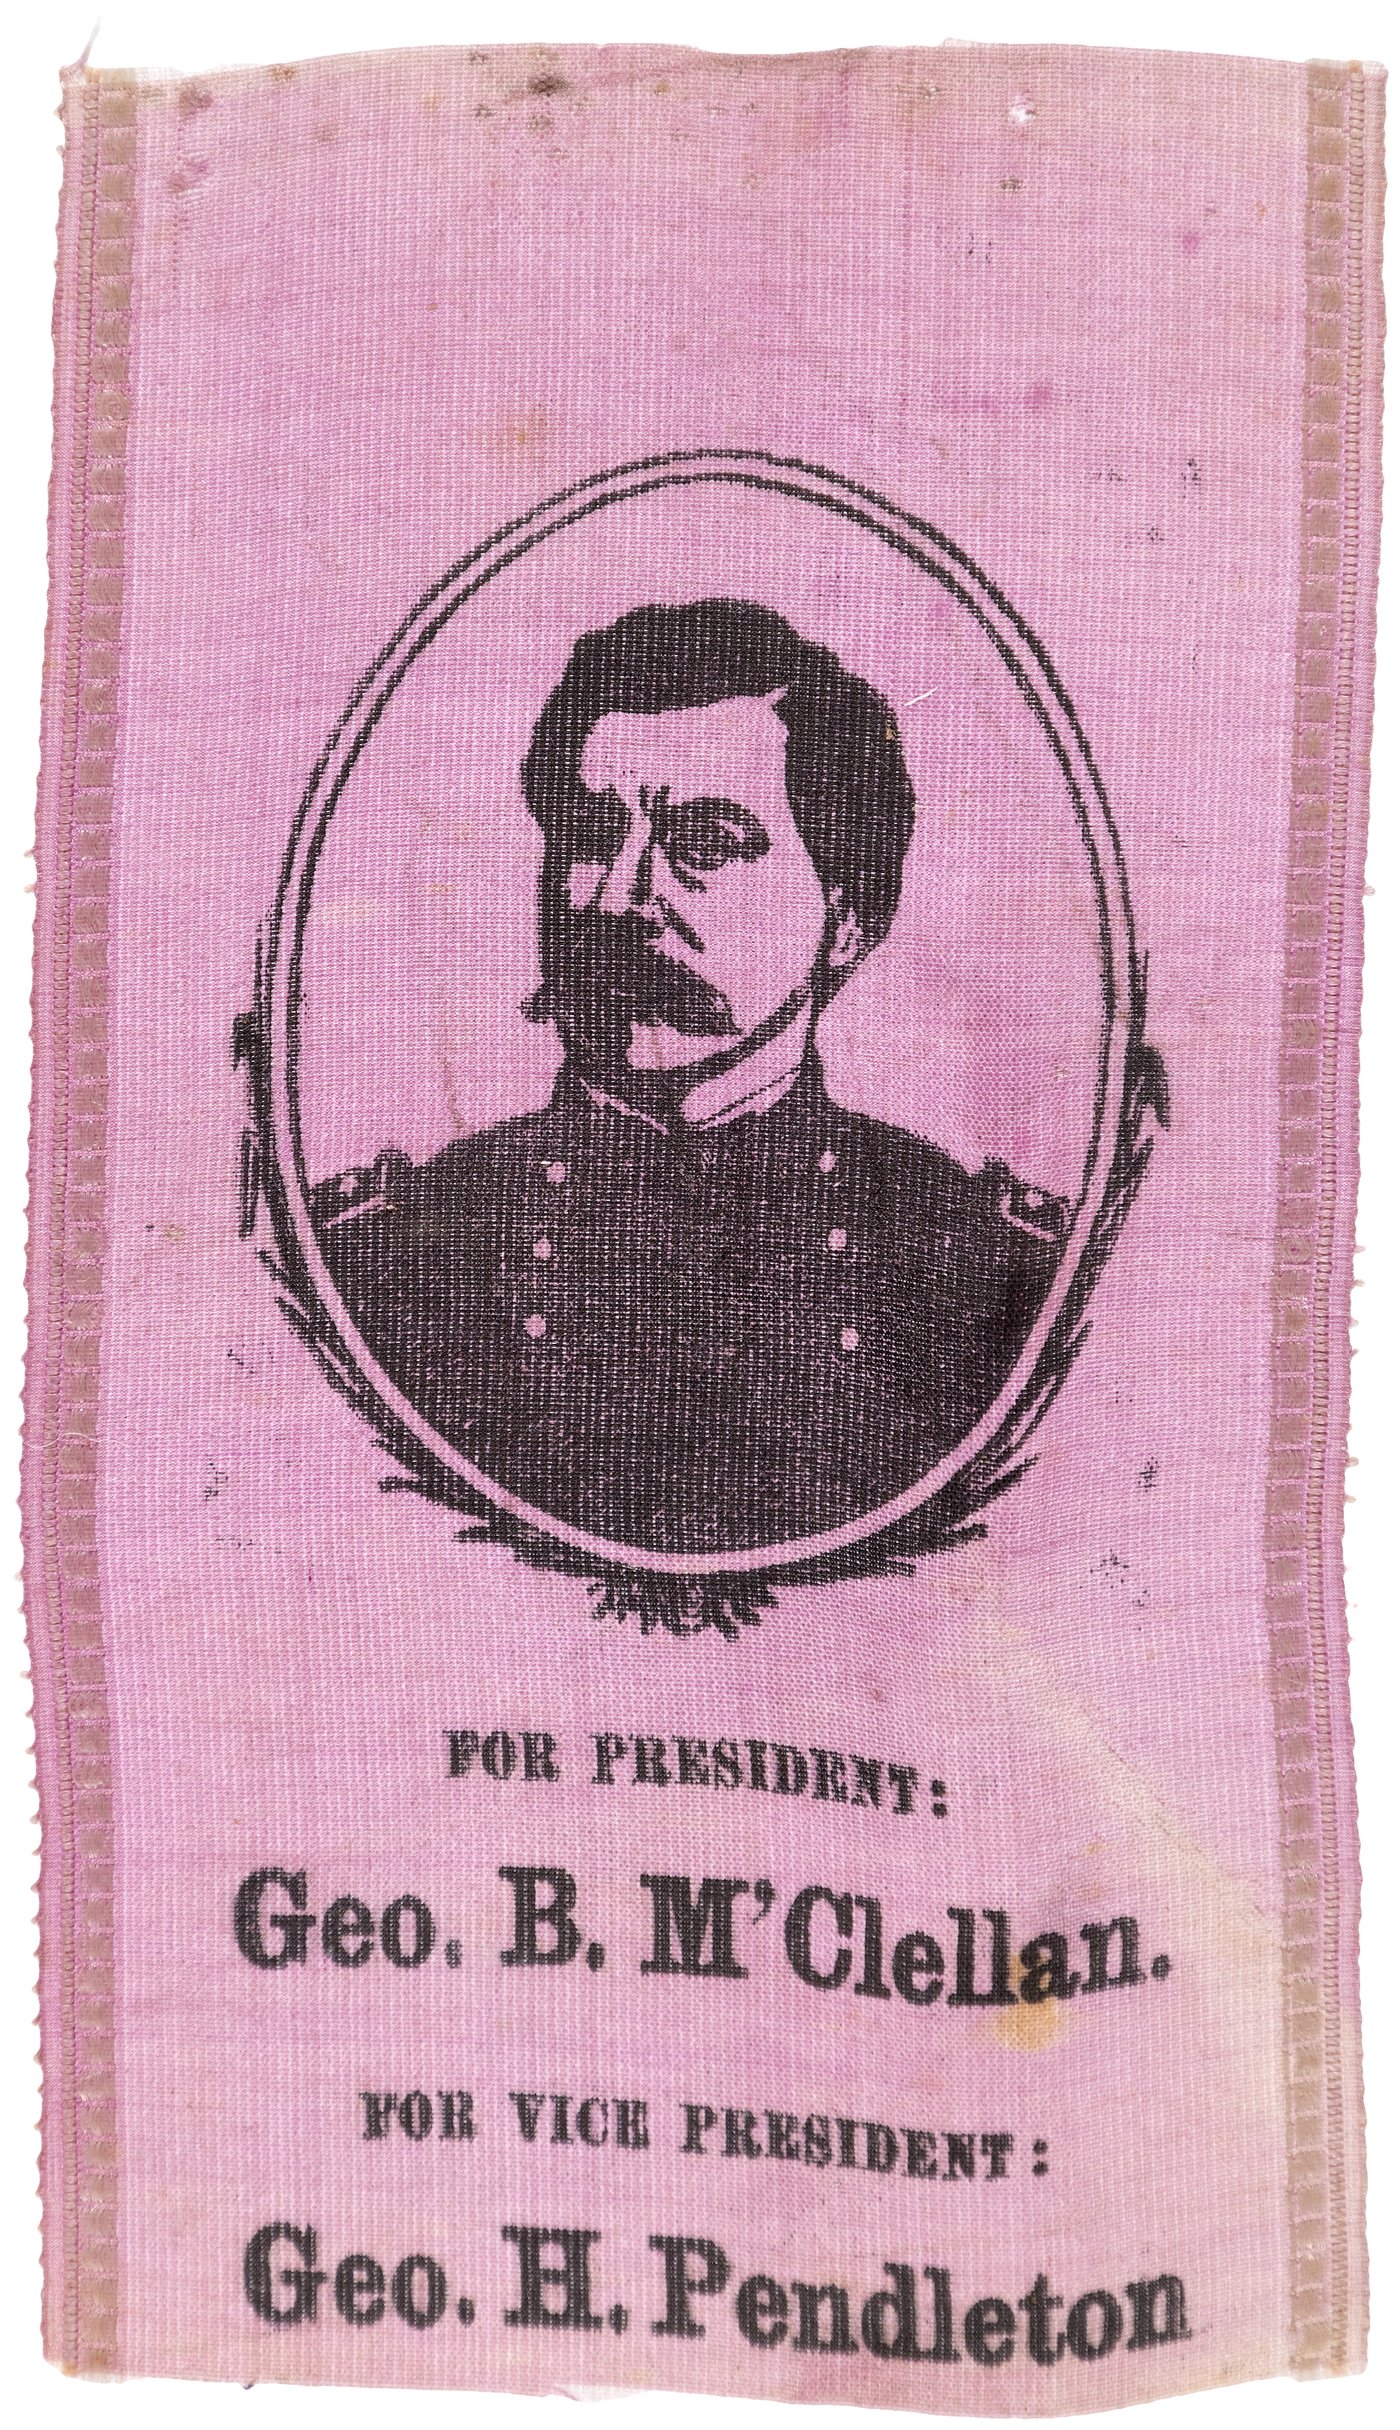 FOR PRESIDENT:
Geo. B. M'Clellan.
FOR VICE PRESIDENT:
Geo. H. Pendleton